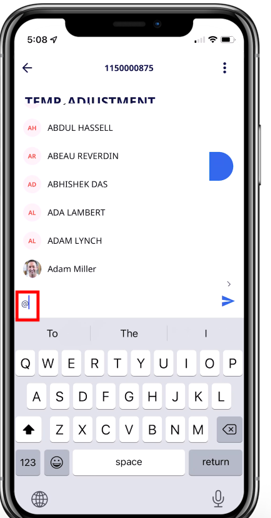 5:08
1150000875
TEMP. ADJUSTMENT
AH ABDUL HASSELL
AR ABEAU REVERDIN
AD ABHISHEK DAS
AL ADA LAMBERT
AL ADAM LYNCH
Adam Miller
@
To The I
Q W E R T Y U I O P
A S D F G H J K L
Z X C V B N M
123 space return